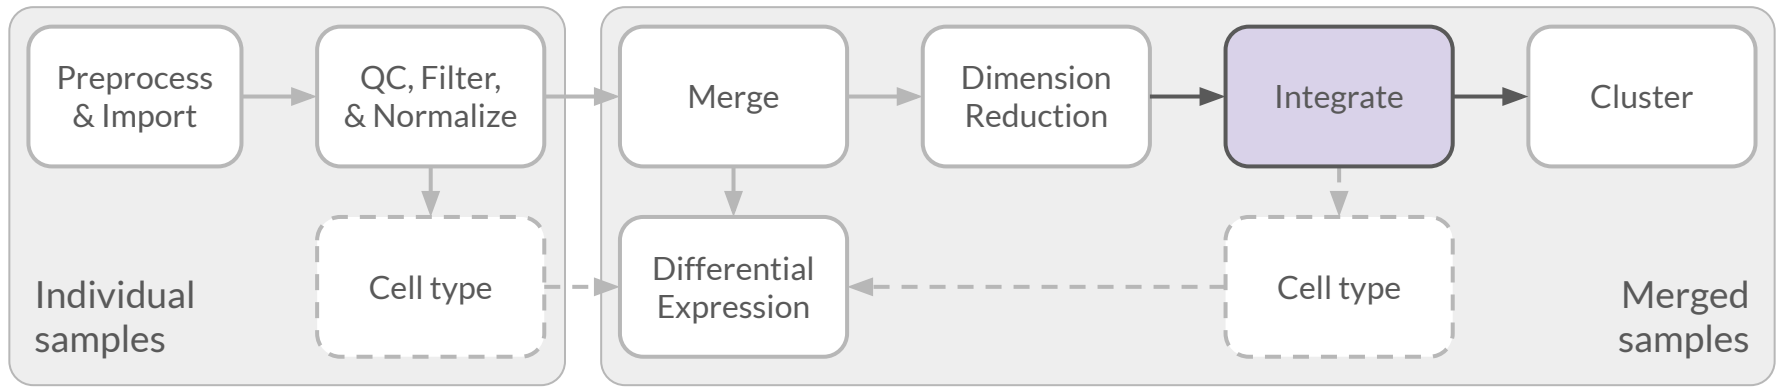 Preprocess
& Import
QC, Filter,
& Normalize
Merge
Dimension
Reduction
Integrate
Cluster
Cell type
Differential
Expression
Cell type
Individual
samples
Merged
samples